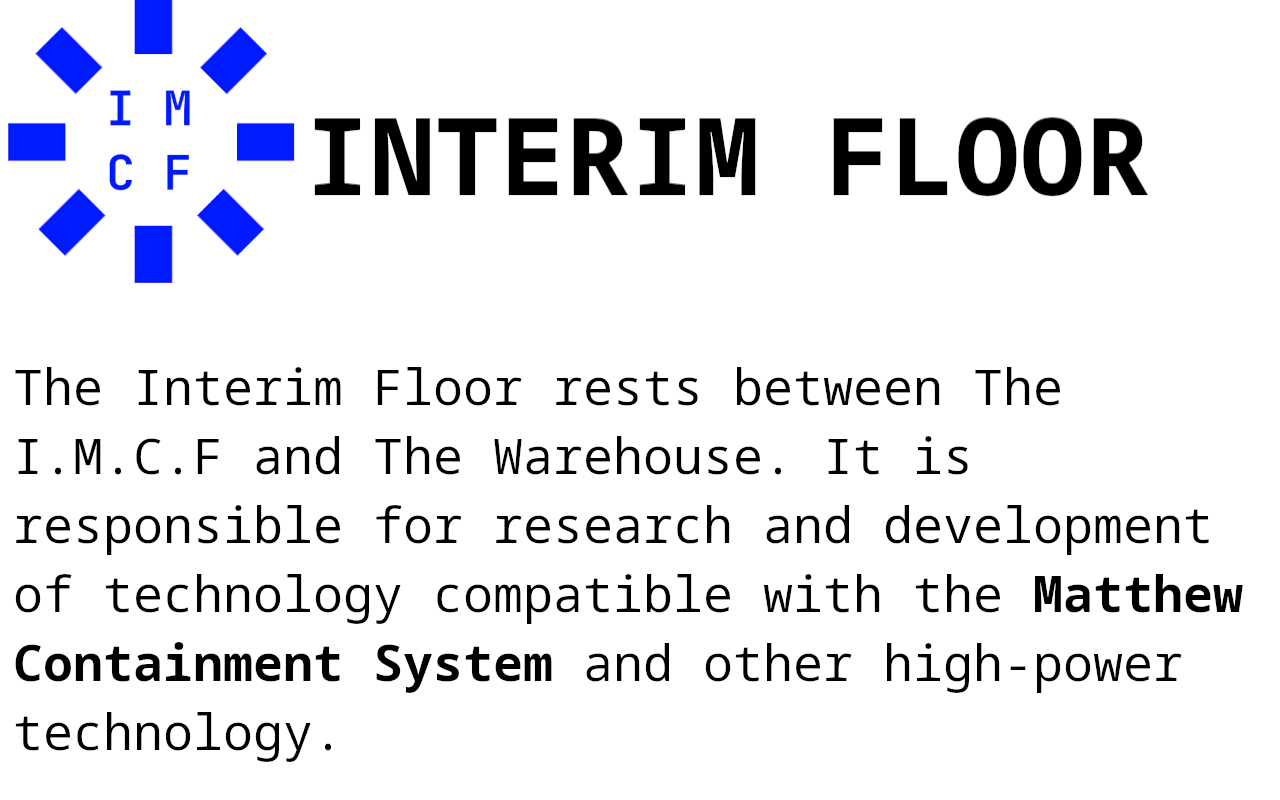 I M
C F
INTERIM FLOOR
The Interim Floor rests between The
I.M.C.F and The Warehouse. It is
responsible for research and development
of technology compatible with the Matthew
Containment System and other high-power
technology.